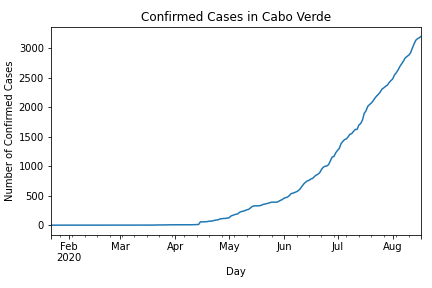 Confirmed Cases in Cabo Verde
Number of Confirmed Cases
3000
2500
2000
1500
1000
500
0
Feb Mar Apr May Jun Jul Aug
2020
Day